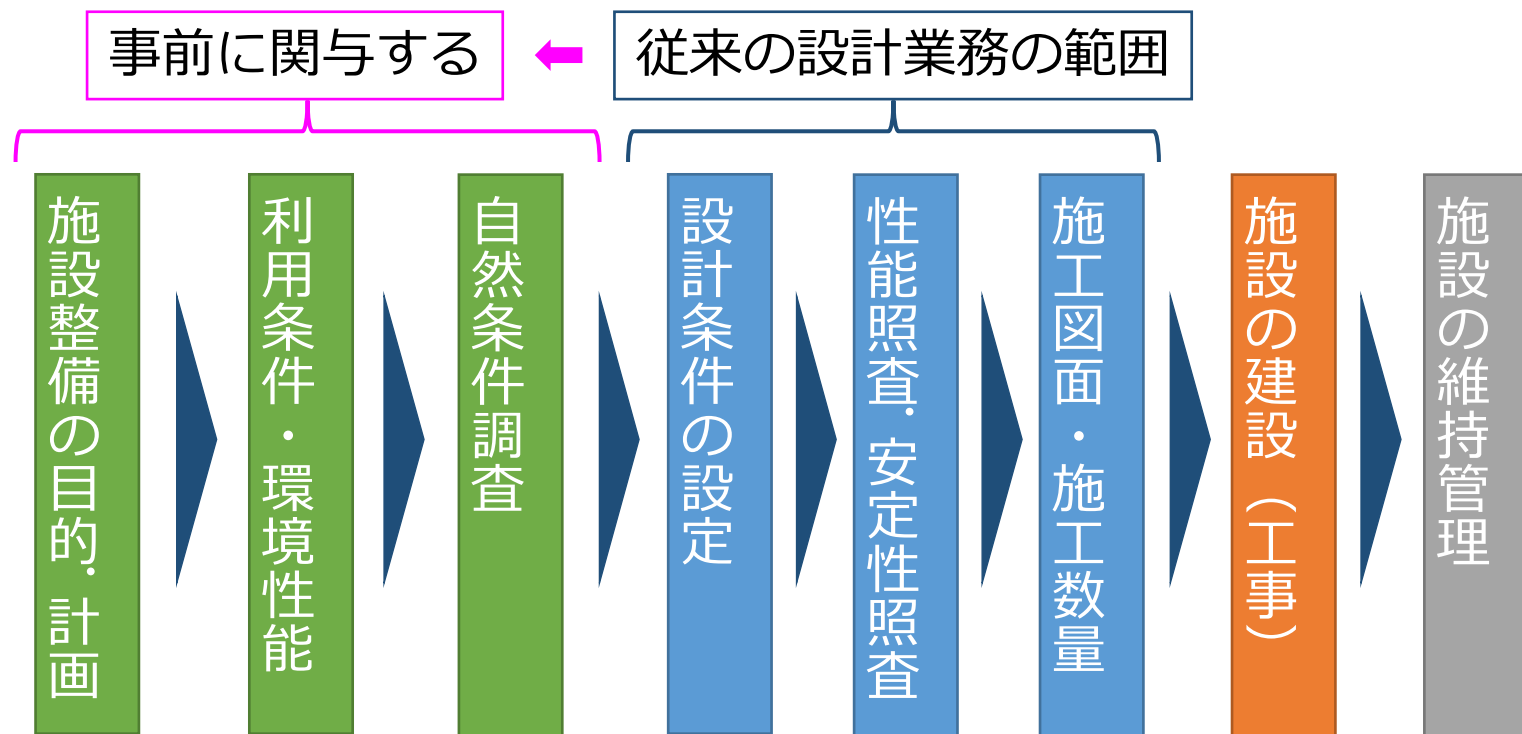 事前に関与する
従来の設計業務の範囲
施設整備の目的･計画
利用条件・環境性能
自然条件調査
設計条件の設定
性能照査･安定性照査
施工図面・施工数量
施設の建設（工事）
施設の維持管理